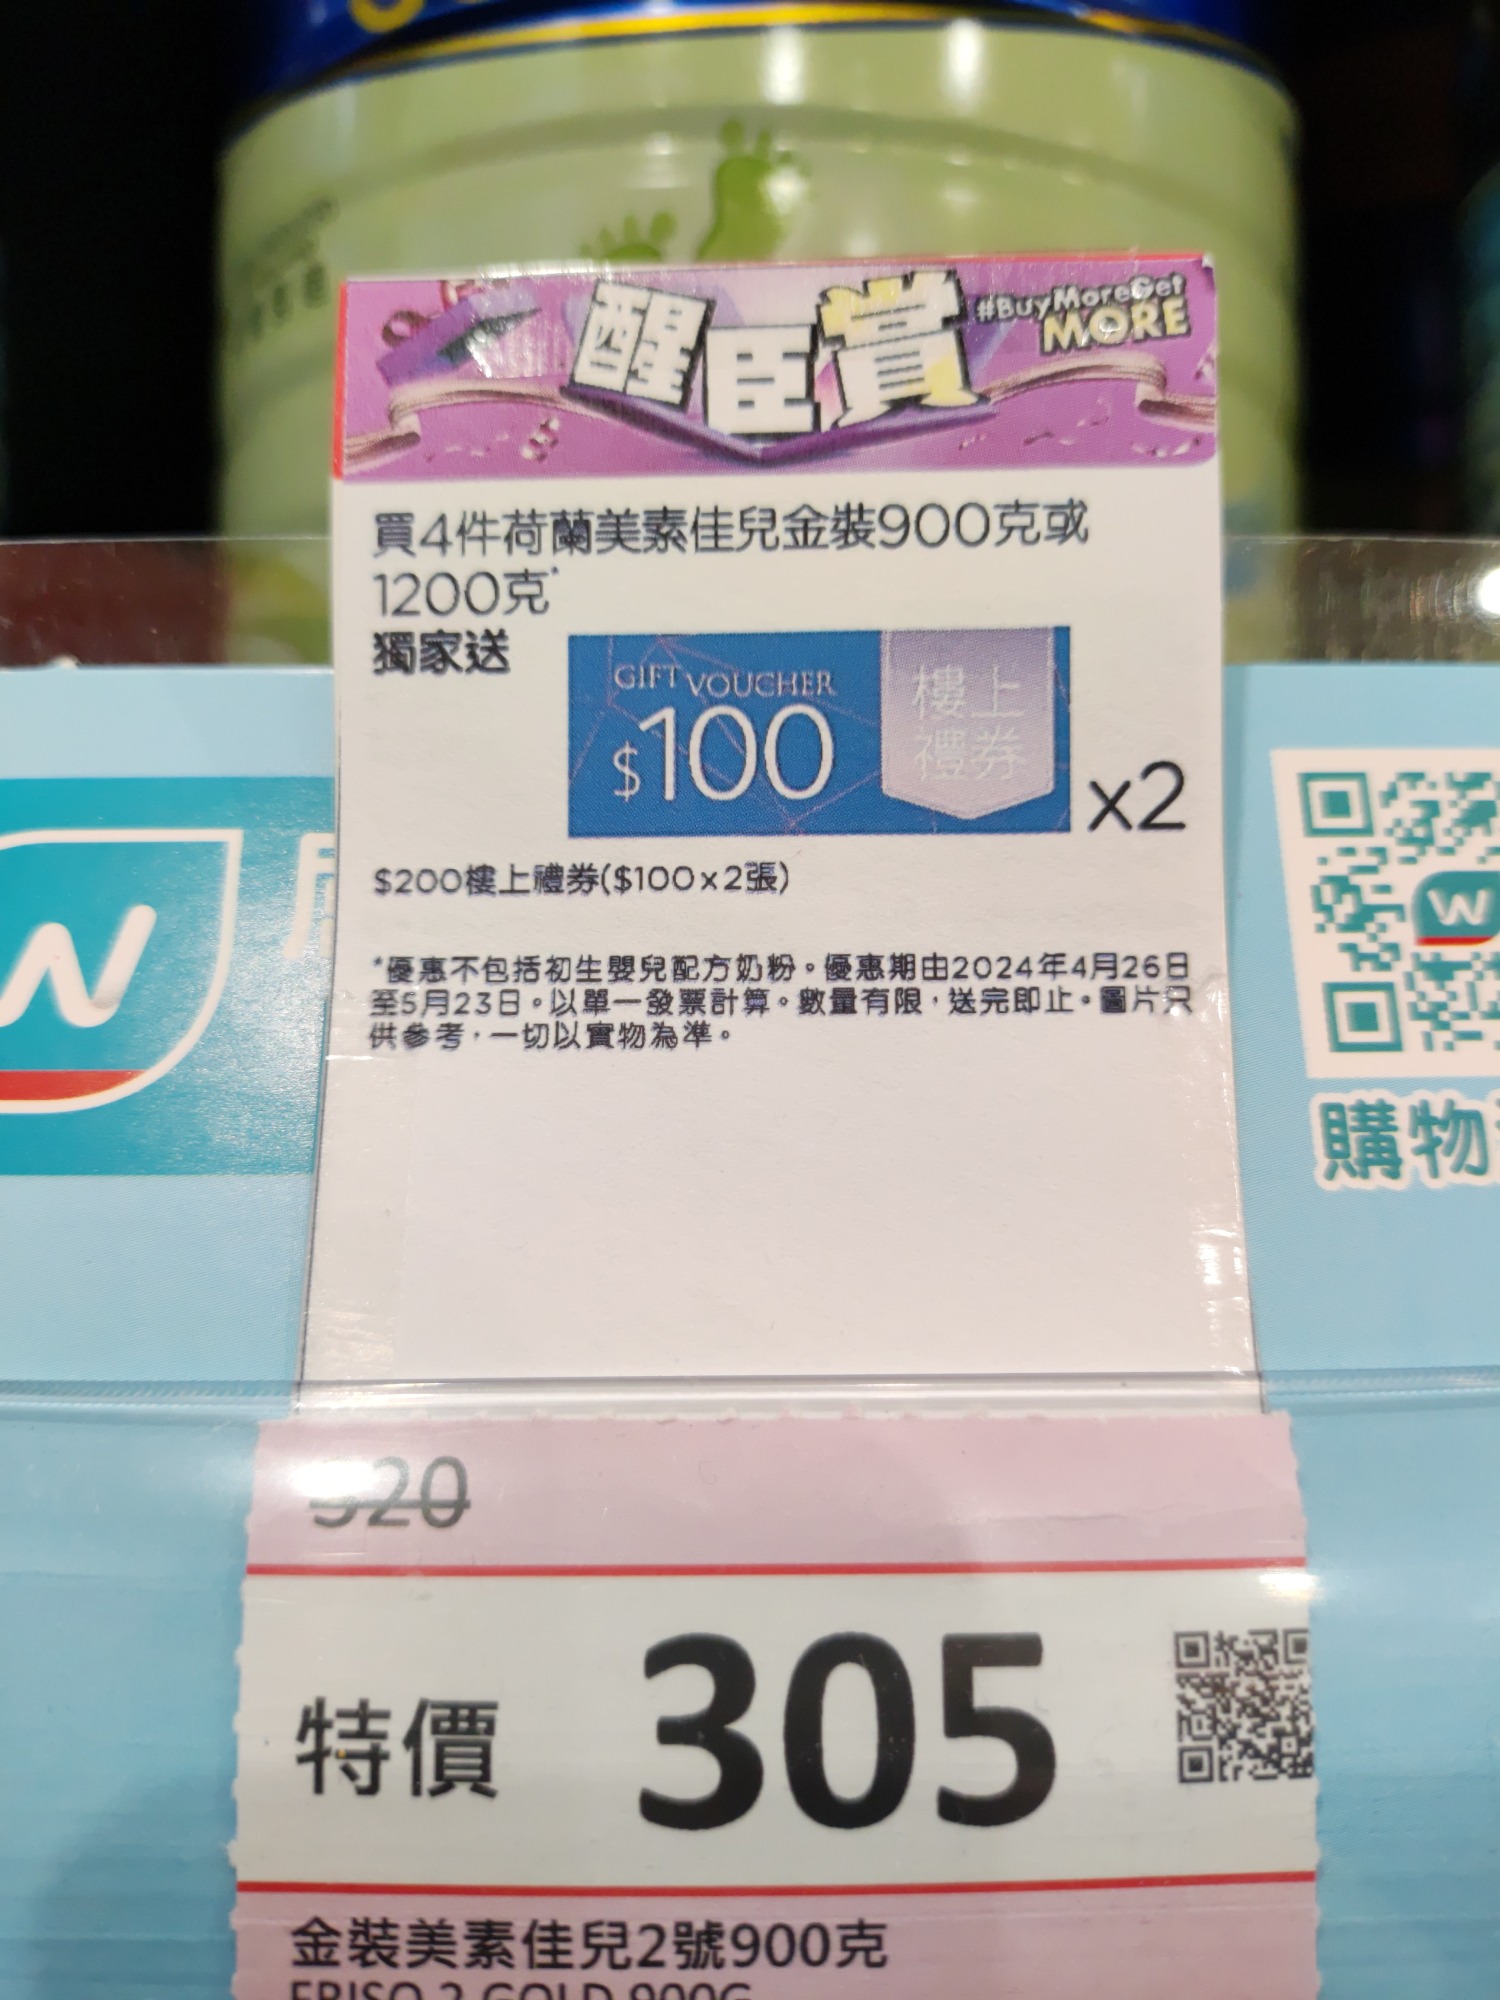 醒臣賞
#BuyMoreGet
MORE
買4件荷蘭美素佳兒金裝900克或
1200克*
獨家送
GIFT VOUCHER
$100
樓上
禮券
x2
$200樓上禮券($100x2張)
*優惠不包括初生嬰兒配方奶粉。優惠期由2024年4月26日
至5月23日。以單一發票計算。數量有限，送完即止。圖片只
供參考，一切以實物為準。
W
購物
320
特價
305
金裝美素佳兒2號900克
FRISO 2 GOLD 900G